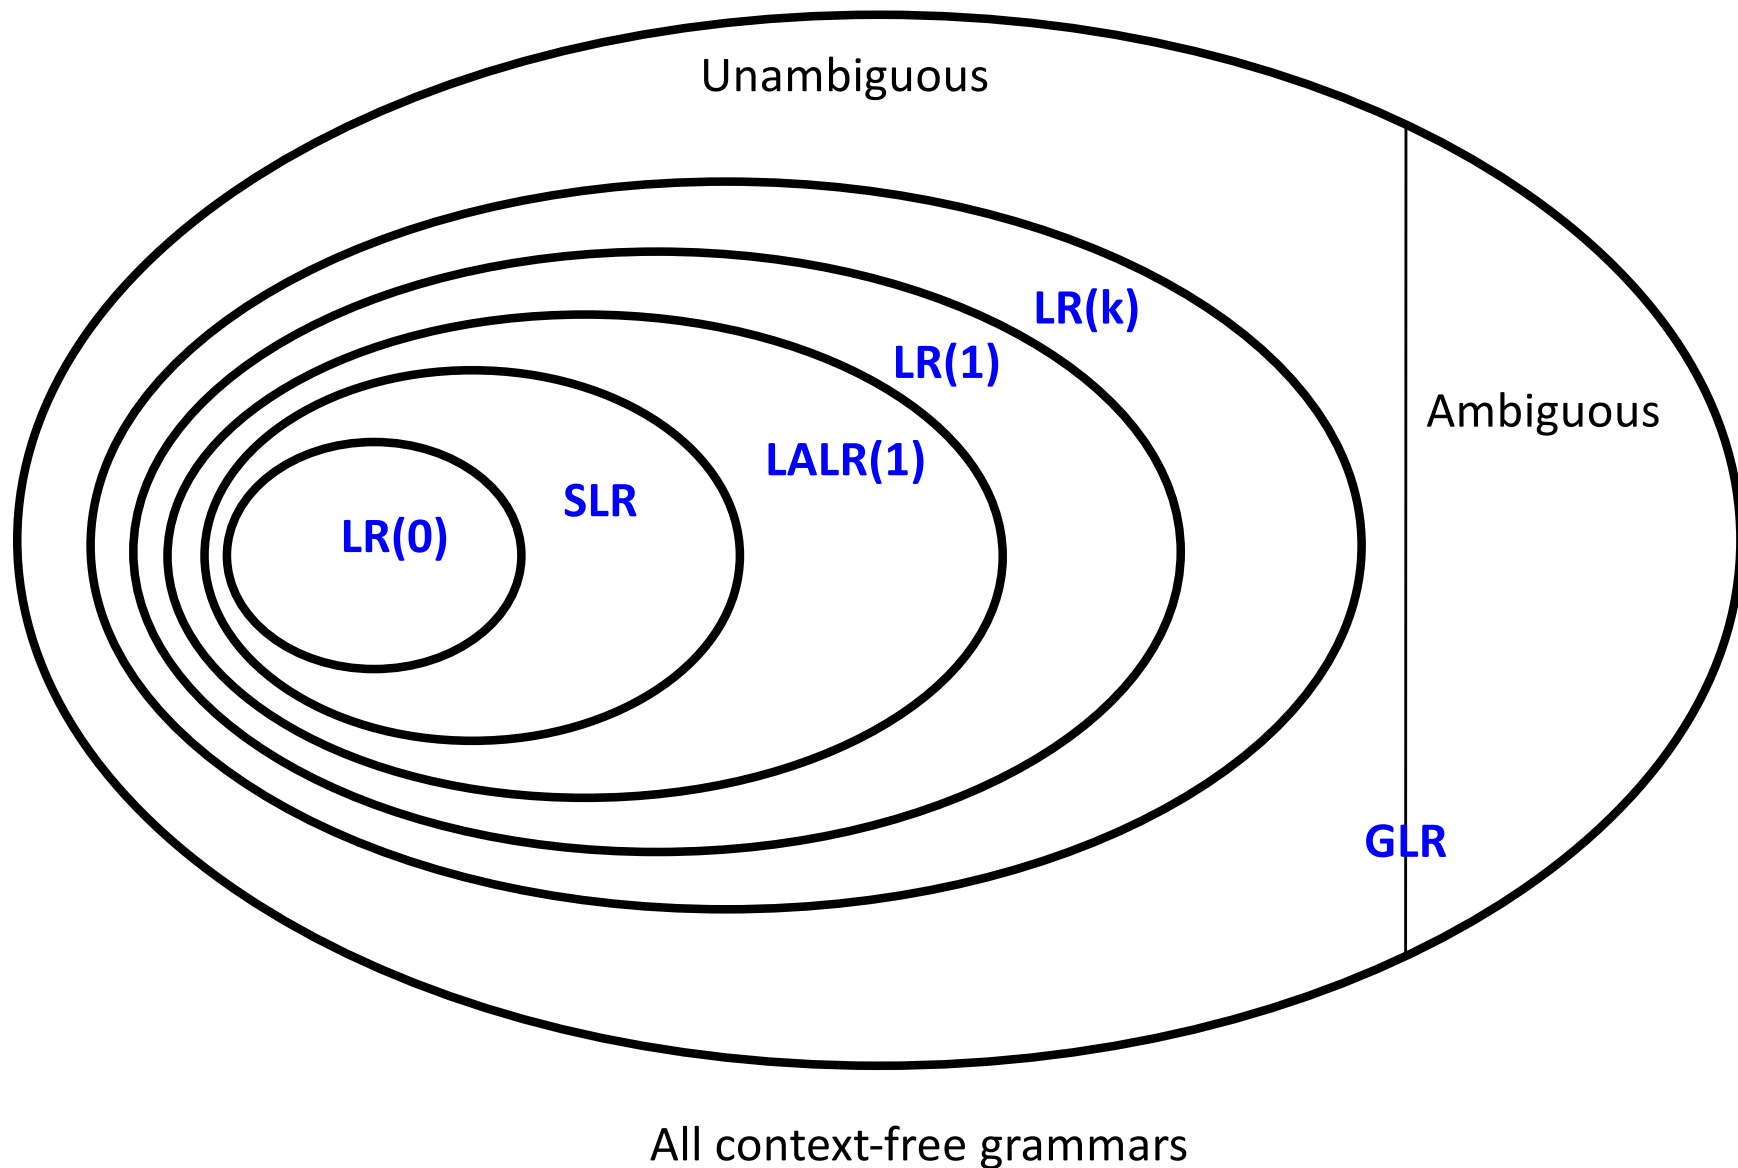 Unambiguous
LR(k)
LR(1)
Ambiguous
LALR(1)
SLR
LR(0)
GLR
All context-free grammars